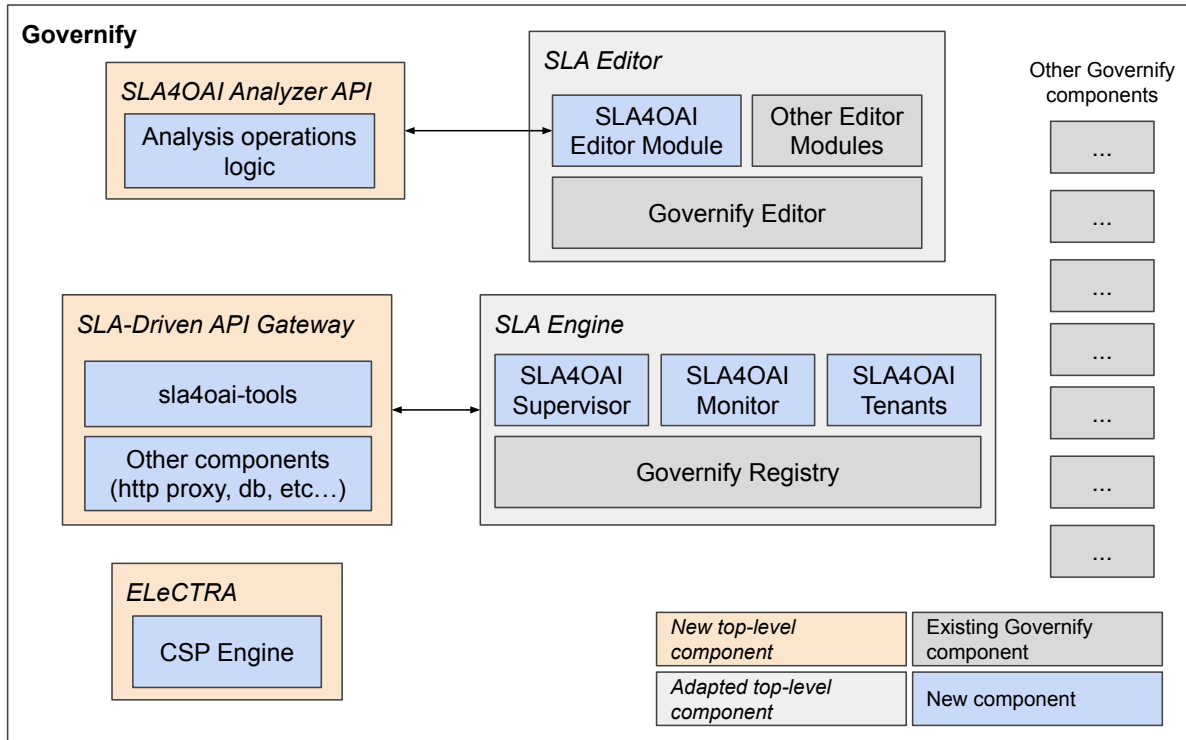 Governify
SLA4OAI Analyzer API
Analysis operations
logic
SLA Editor
SLA4OAI
Editor Module
Other Editor
Modules
Governify Editor
Other Governify
components
...
...
...
...
...
...
...
SLA-Driven API Gateway
sla4oai-tools
Other components
(http proxy, db, etc…)
SLA Engine
SLA4OAI
Supervisor
SLA4OAI
Monitor
SLA4OAI
Tenants
Governify Registry
ELeCTRA
CSP Engine
New top-level
component
Existing Governify
component
Adapted top-level
component
New component